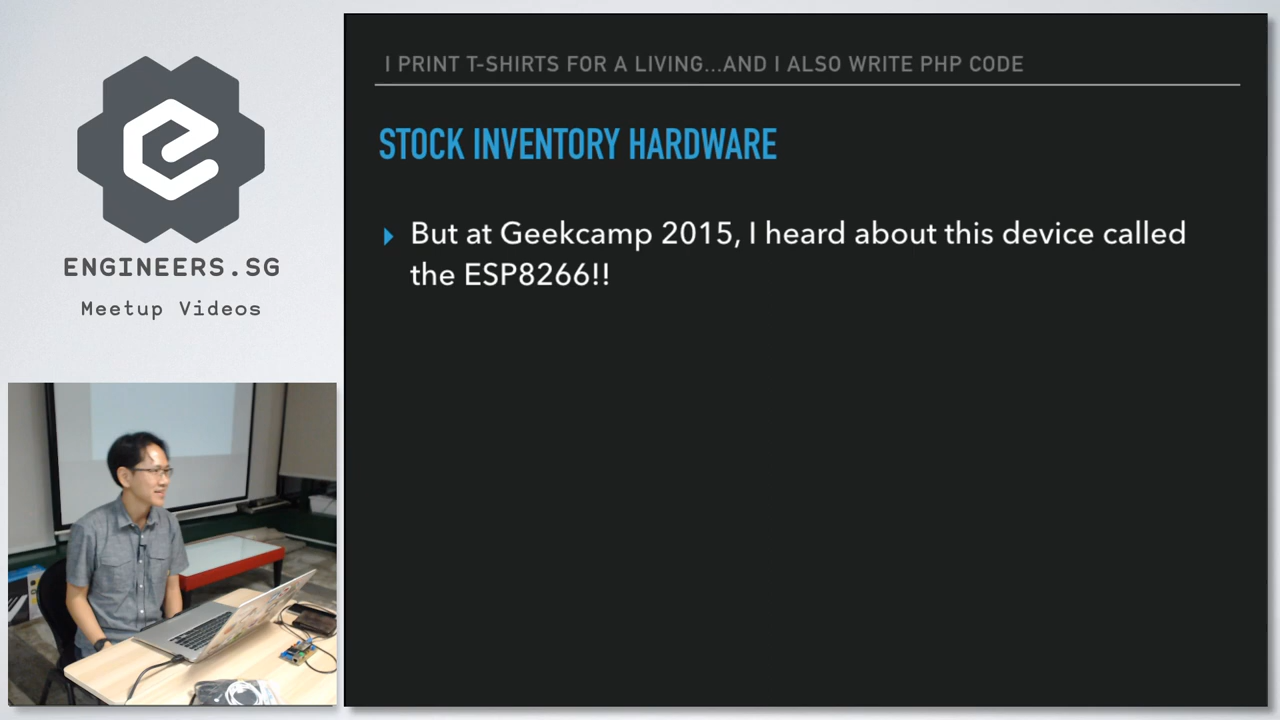 ENGINEERS.SG
Meetup Videos
I PRINT T-SHIRTS FOR A LIVING...AND I ALSO WRITE PHP CODE
STOCK INVENTORY HARDWARE
But at Geekcamp 2015, I heard about this device called
the ESP8266!!